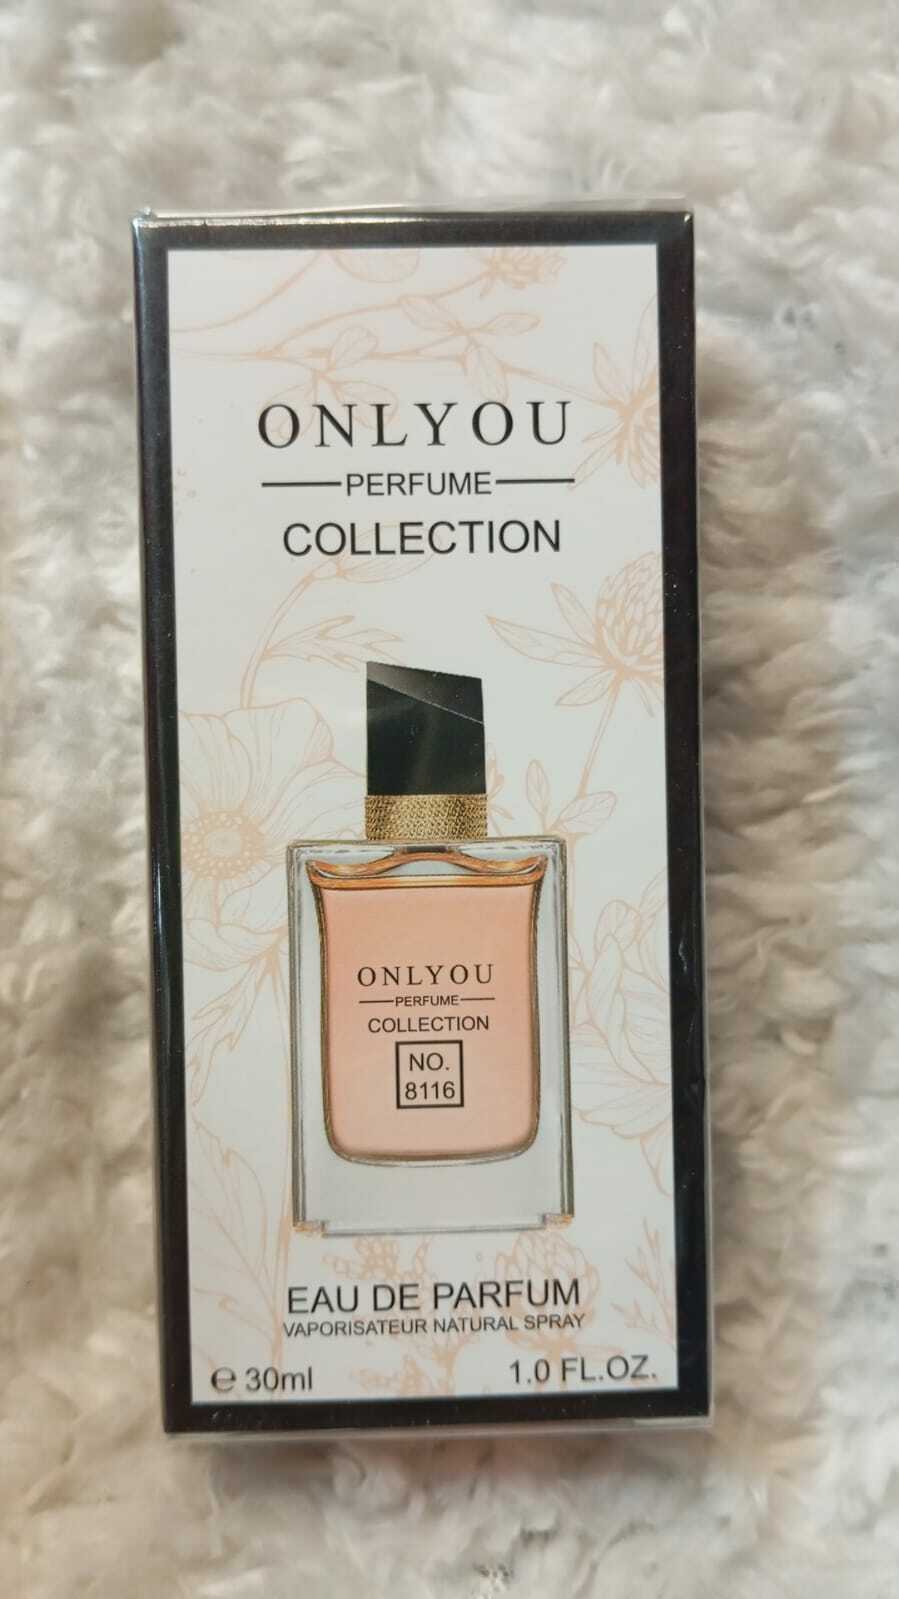 ONLYOU
PERFUME
COLLECTION
ONLYOU
PERFUME
COLLECTION
NO.
8116
EAU DE PARFUM
VAPORISATEUR NATURAL SPRAY
℮ 30ml 1.0 FL.OZ.